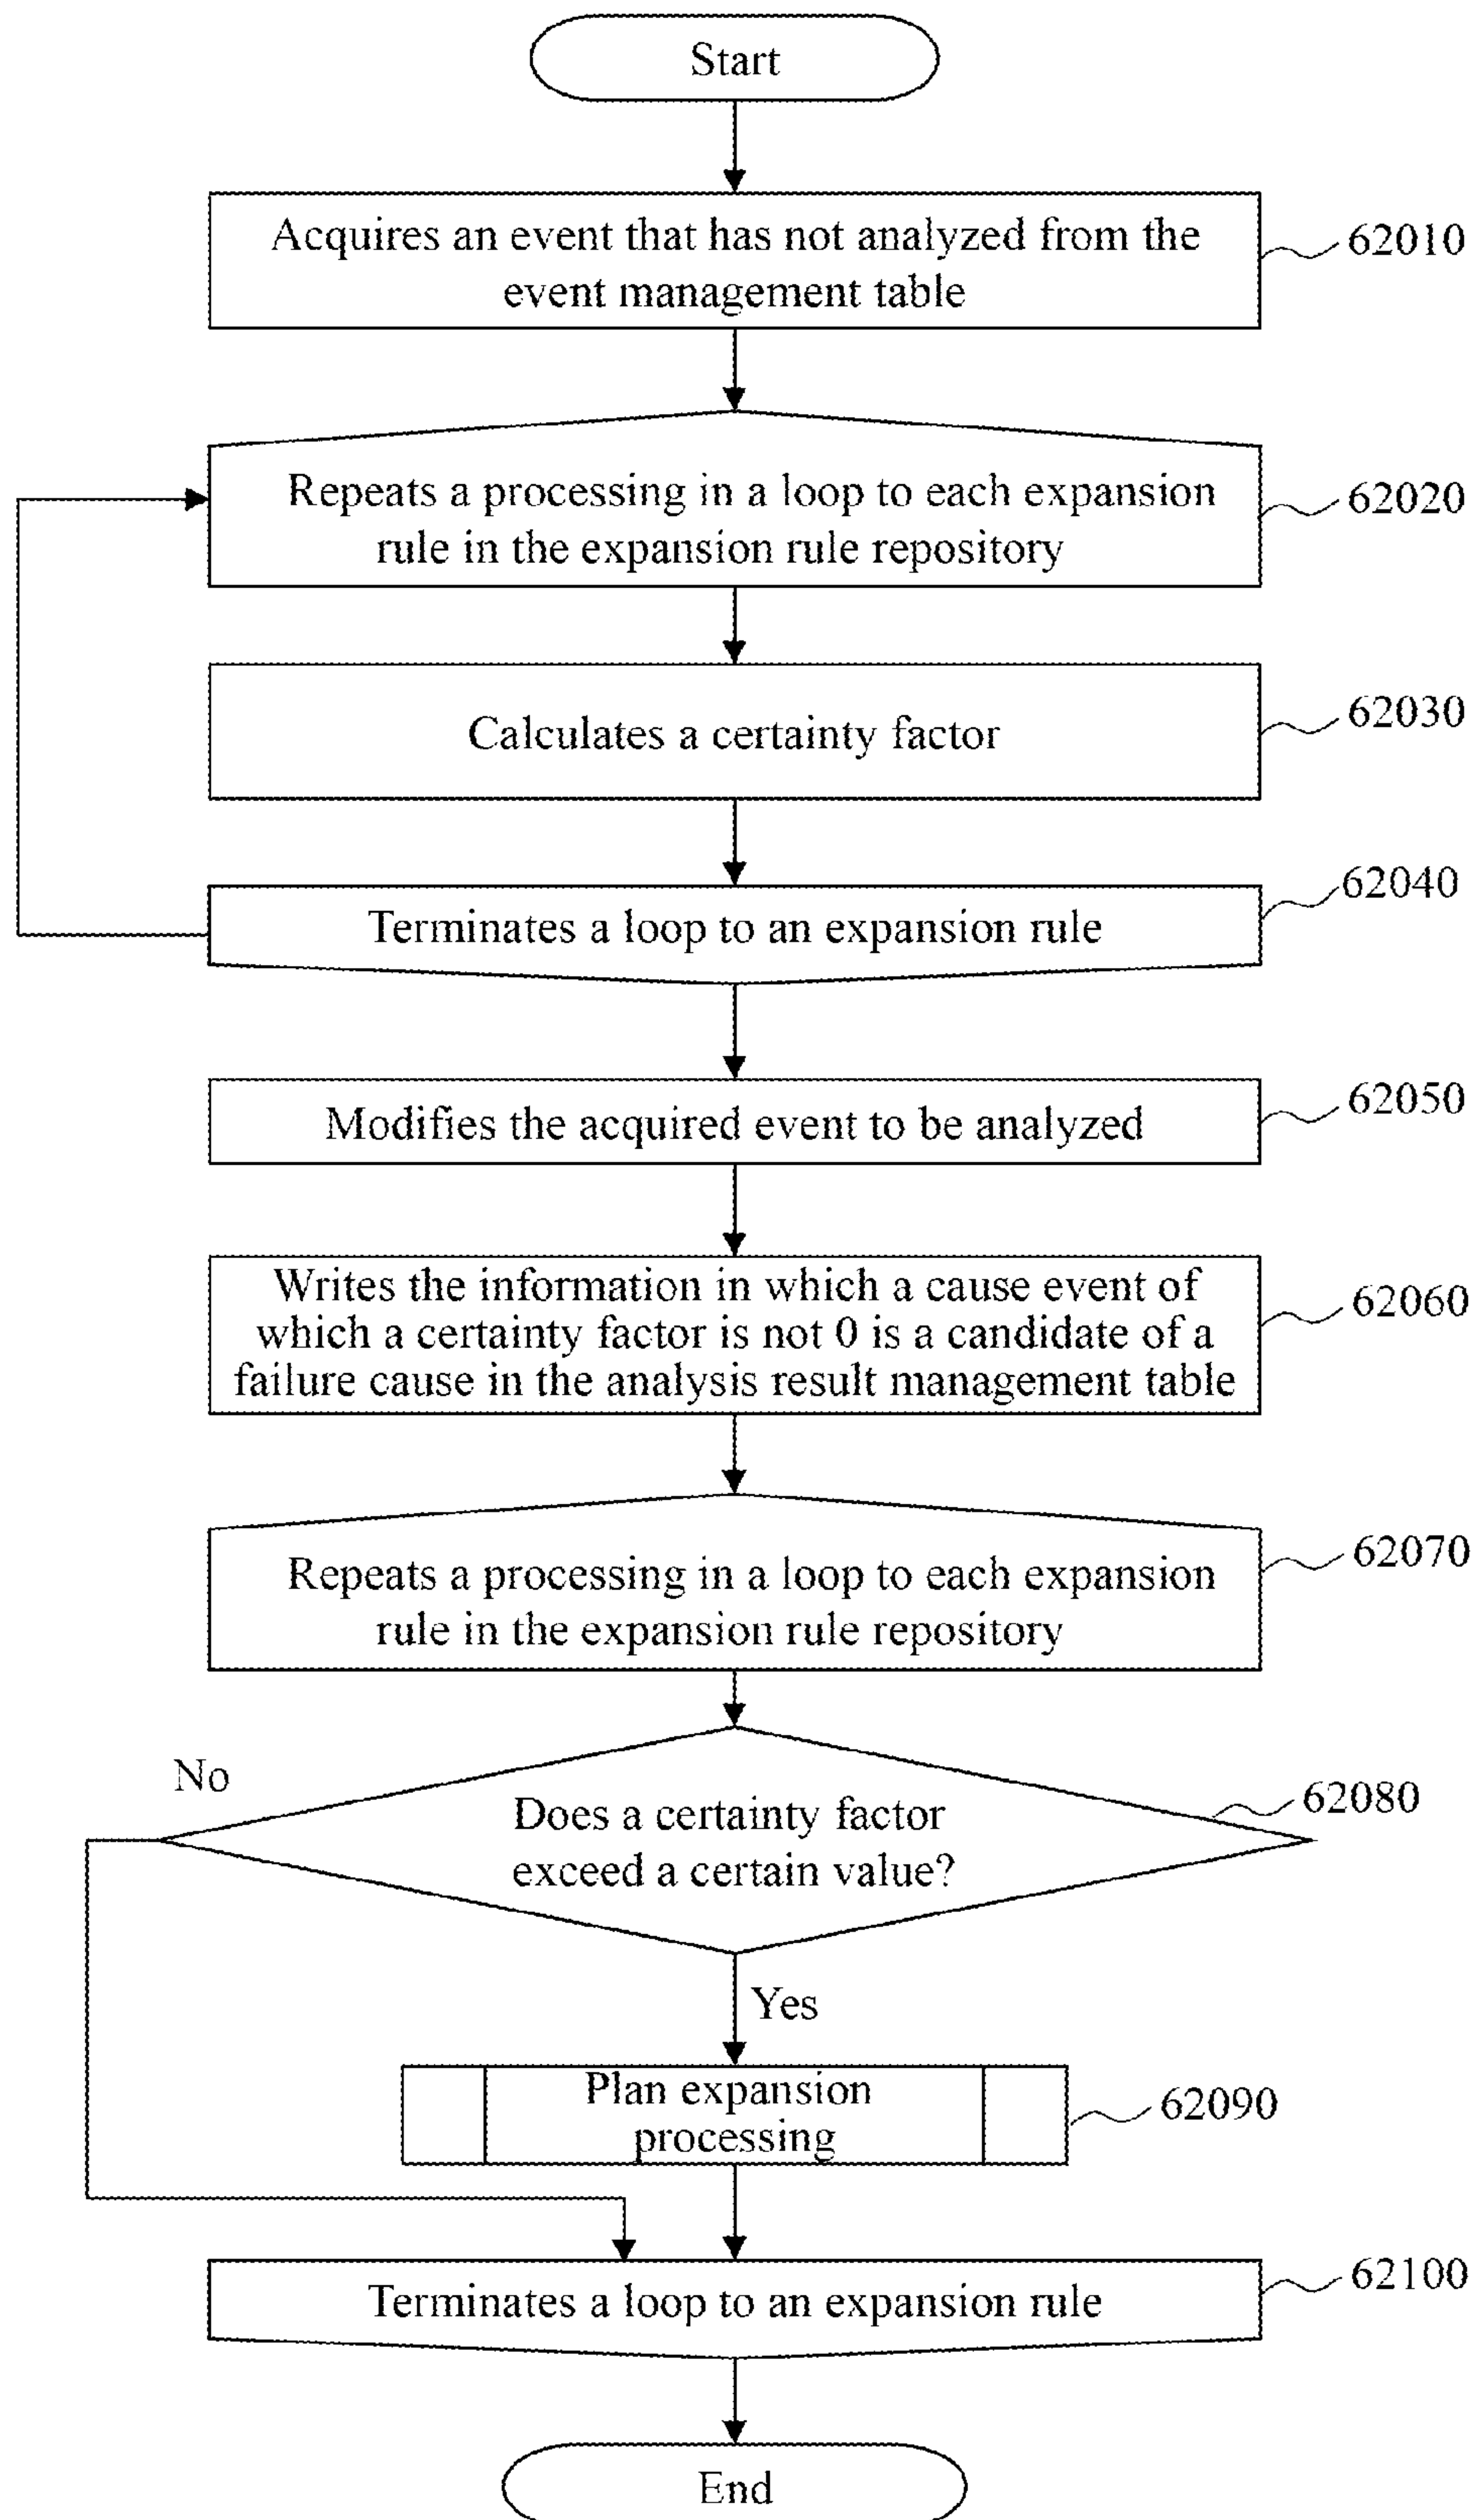 Start
Acquires an event that has not analyzed from the
event management table
62010
Repeats a processing in a loop to each expansion
rule in the expansion rule repository
62020
Calculates a certainty factor
62030
Terminates a loop to an expansion rule
62040
Modifies the acquired event to be analyzed
62050
Writes the information in which a cause event of
which a certainty factor is not 0 is a candidate of a
failure cause in the analysis result management table
62060
Repeats a processing in a loop to each expansion
rule in the expansion rule repository
62070
No
Does a certainty factor
exceed a certain value?
62080
Yes
Plan expansion
processing
62090
Terminates a loop to an expansion rule
62100
End